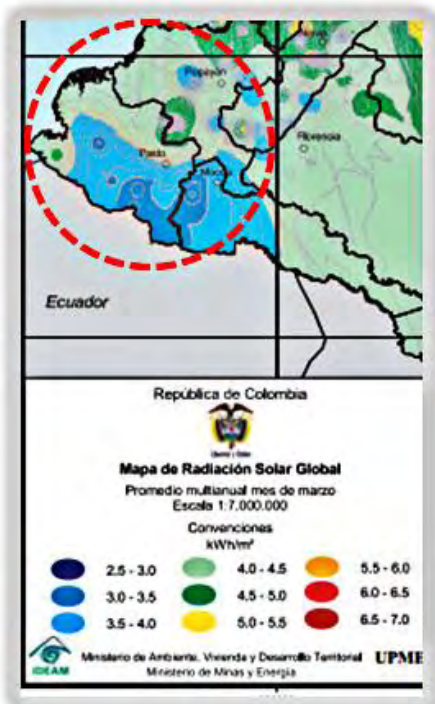 Neiva
Popayán
Florencia
Pasto
Mocoa
Ecuador
República de Colombia
Libertad y Orden
Mapa de Radiación Solar Global
Promedio multianual mes de marzo
Escala 1:7.000.000
Convenciones
kWh/m²
2.5 - 3.0 4.0 - 4.5 5.5 - 6.0
3.0 - 3.5 4.5 - 5.0 6.0 - 6.5
3.5 - 4.0 5.0 - 5.5 6.5 - 7.0
IDEAM Ministerio de Ambiente, Vivienda y Desarrollo Territorial UPME
Ministerio de Minas y Energía